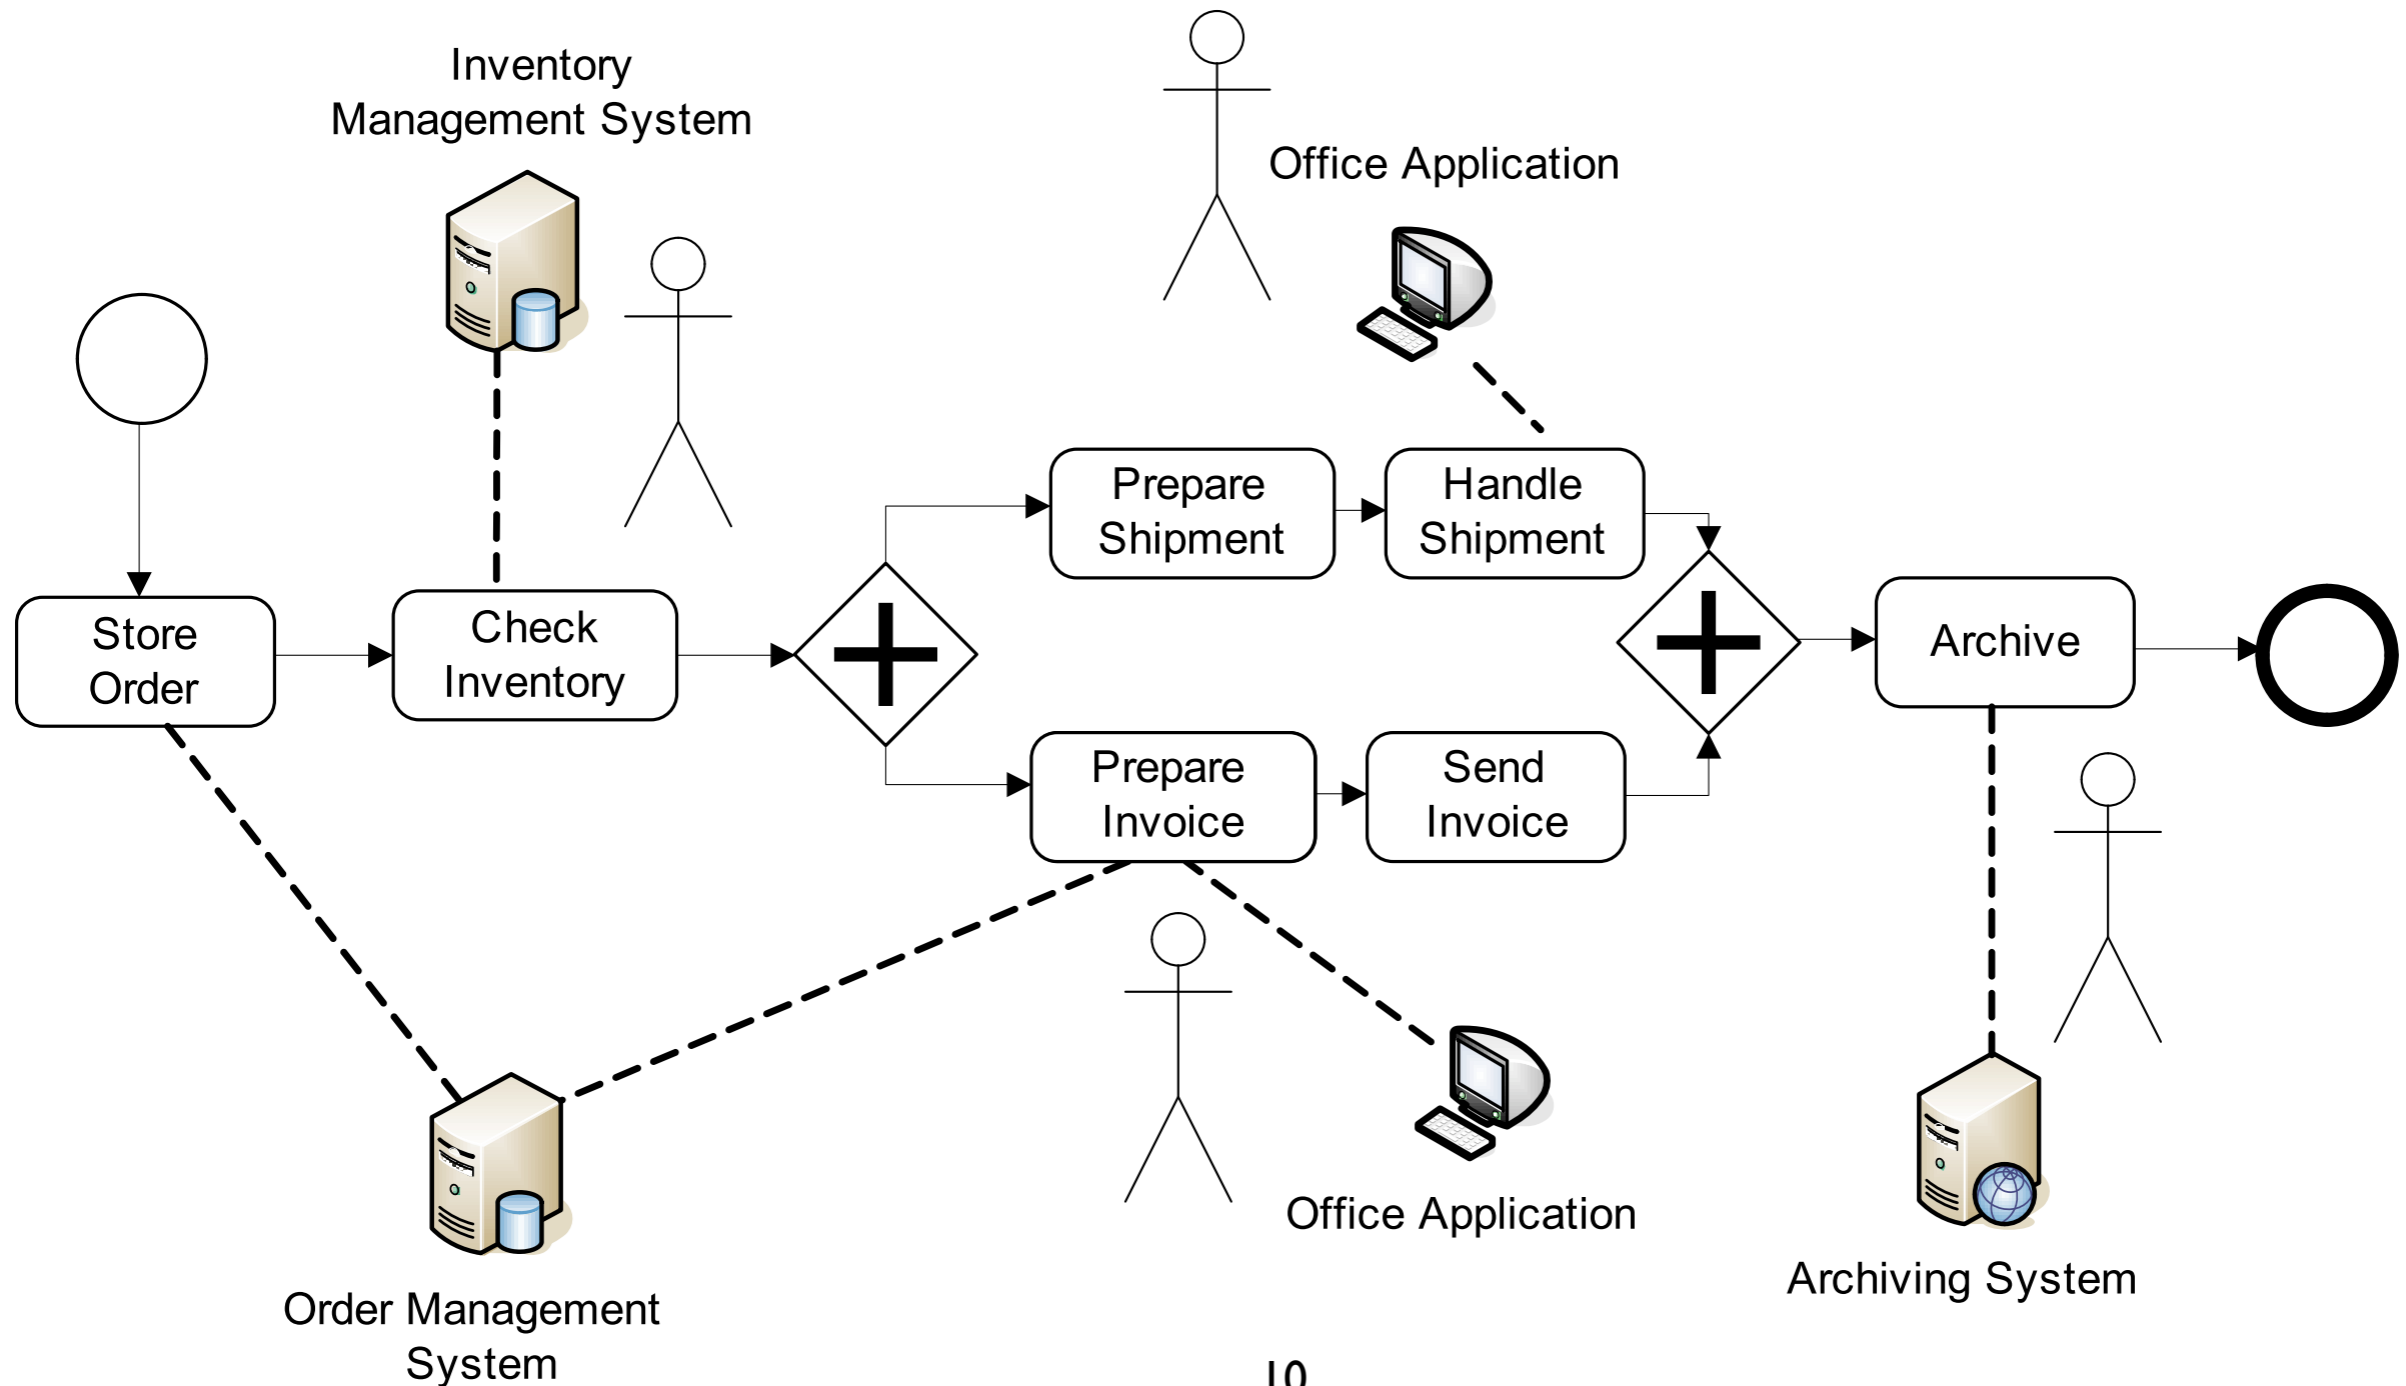 Inventory
Management System
Office Application
Prepare
Shipment
Handle
Shipment
Store
Order
Check
Inventory
Archive
Prepare
Invoice
Send
Invoice
Office Application
Archiving System
Order Management
System
10